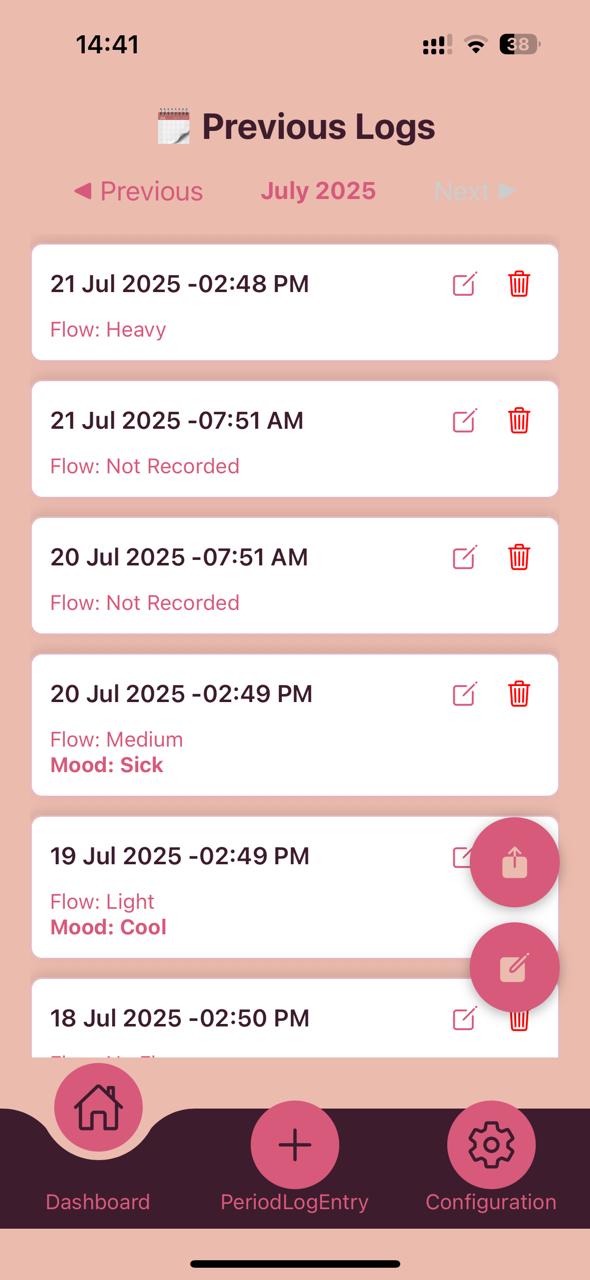 14:41
38
Previous Logs
◀ Previous July 2025 Next ▶
21 Jul 2025 -02:48 PM
Flow: Heavy
21 Jul 2025 -07:51 AM
Flow: Not Recorded
20 Jul 2025 -07:51 AM
Flow: Not Recorded
20 Jul 2025 -02:49 PM
Flow: Medium
Mood: Sick
19 Jul 2025 -02:49 PM
Flow: Light
Mood: Cool
18 Jul 2025 -02:50 PM
Dashboard PeriodLogEntry Configuration